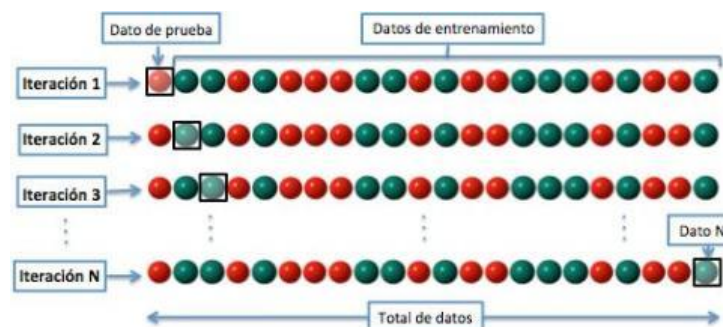 Dato de prueba
Datos de entrenamiento
Iteración 1
Iteración 2
Iteración 3
Dato N
Iteración N
Total de datos